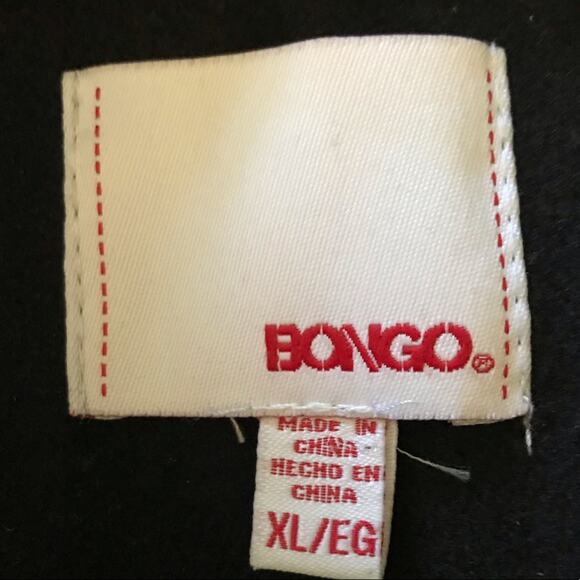 BONGO®
MADE IN
CHINA
HECHO EN
CHINA
XL/EG